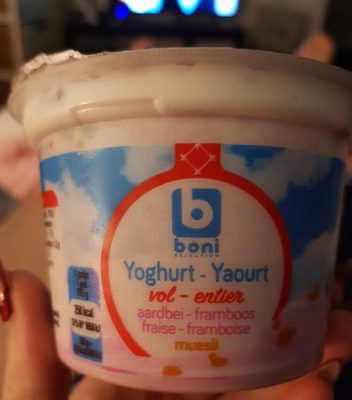 b
boni
SELECTION
Yoghurt - Yaourt
vol - entier
aardbei - framboos
fraise - framboise
muesli